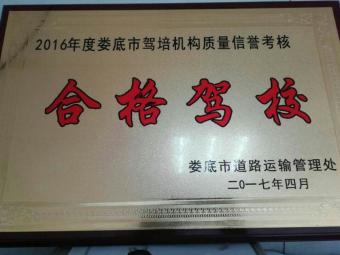 2016年度娄底市驾培机构质量信誉考核
合格驾校
娄底市道路运输管理处
二〇一七年四月